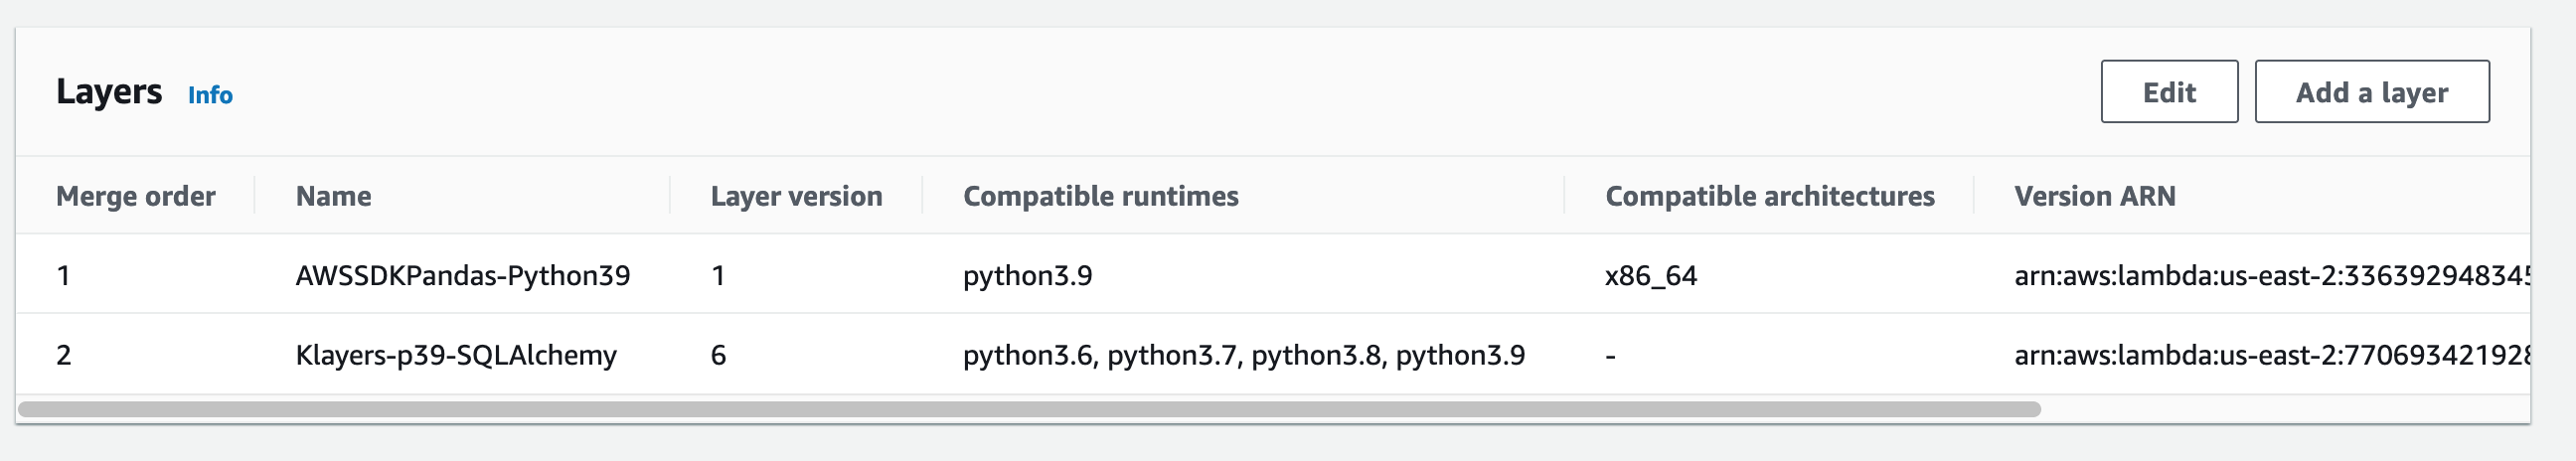 Layers Info Edit Add a layer
Merge order Name Layer version Compatible runtimes Compatible architectures Version ARN
1 AWSSDKPandas-Python39 1 python3.9 x86_64 arn:aws:lambda:us-east-2:336392948345
2 Klayers-p39-SQLAlchemy 6 python3.6, python3.7, python3.8, python3.9 - arn:aws:lambda:us-east-2:770693421928